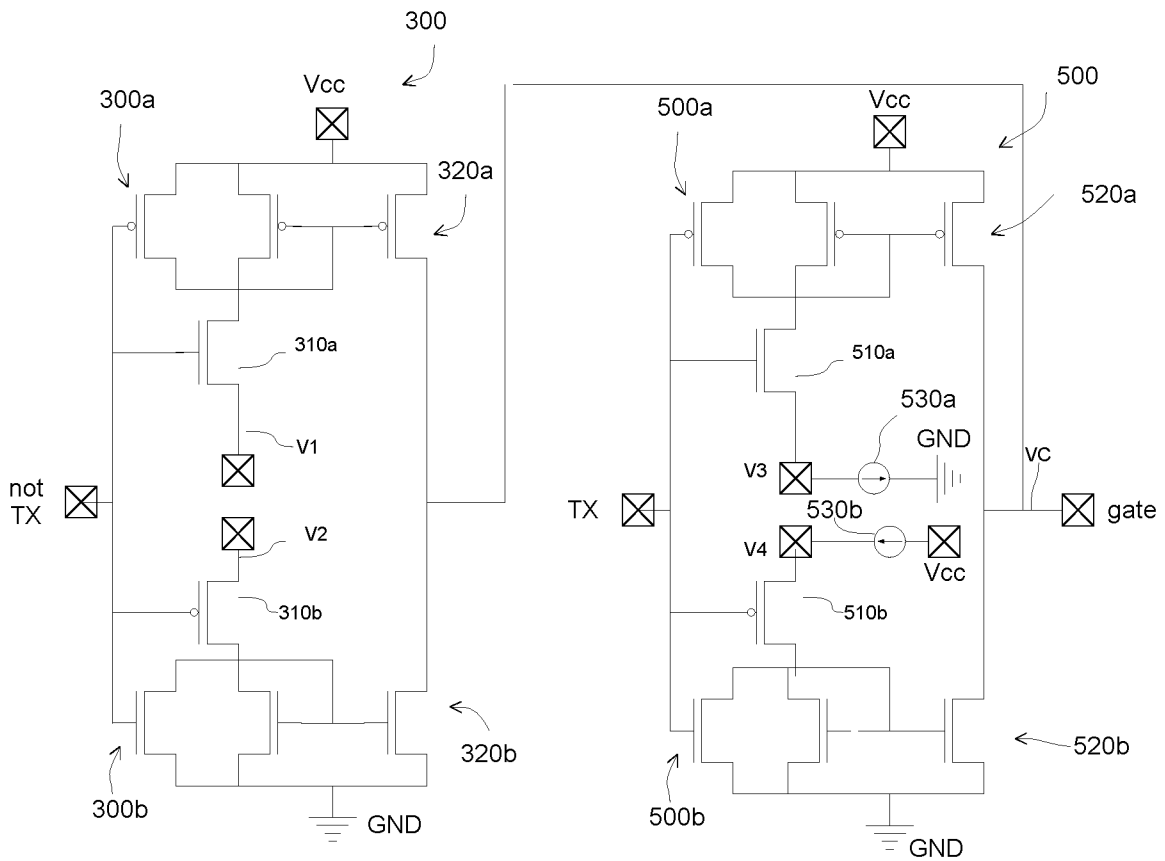 300
Vcc
300a
320a
310a
V1
not
TX
V2
310b
320b
300b
GND
500
Vcc
500a
520a
510a
530a
GND
V3
VC
TX
530b
gate
V4
Vcc
510b
520b
500b
GND